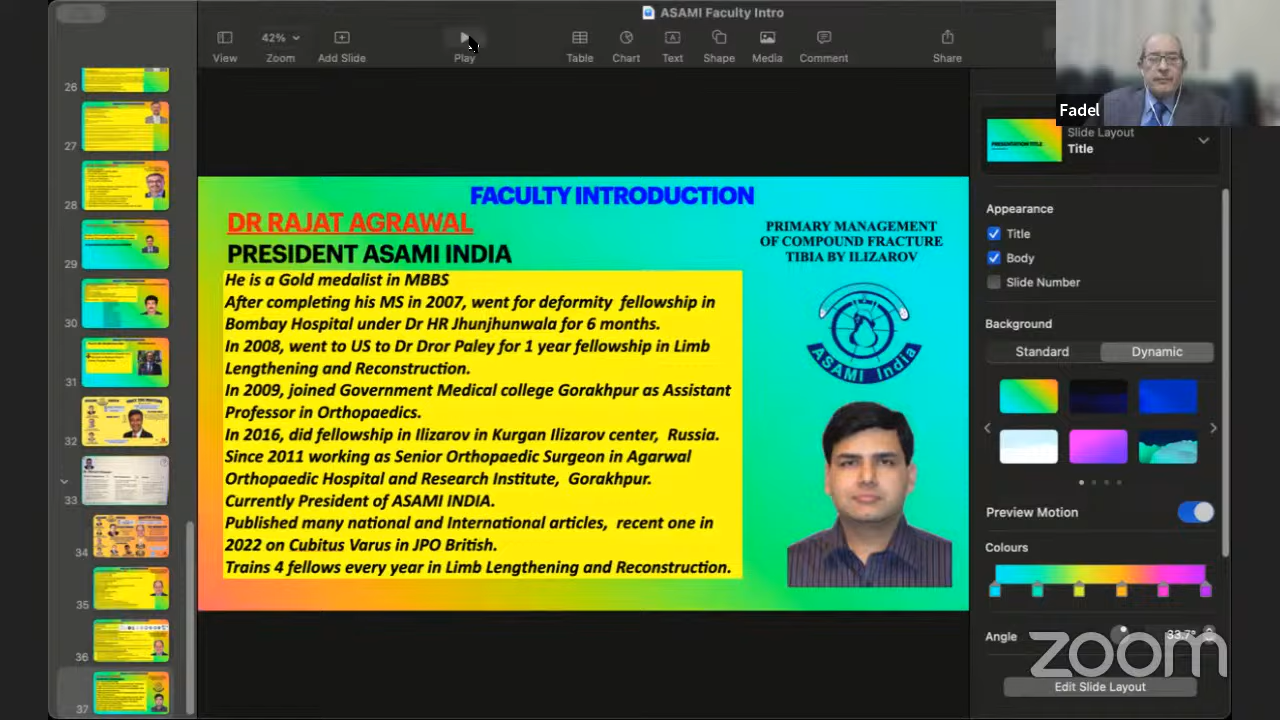 ASAMI Faculty Intro
42%
View
Zoom
Add Slide
Play
Table
Chart
Text
Shape
Media
Comment
Share
Fadel
26
27
28
29
30
31
32
33
34
35
36
37
FACULTY INTRODUCTION
DR RAJAT AGRAWAL
PRESIDENT ASAMI INDIA
He is a Gold medalist in MBBS
After completing his MS in 2007, went for deformity fellowship in
Bombay Hospital under Dr HR Jhunjhunwala for 6 months.
In 2008, went to US to Dr Dror Paley for 1 year fellowship in Limb
Lengthening and Reconstruction.
In 2009, joined Government Medical college Gorakhpur as Assistant
Professor in Orthopaedics.
In 2016, did fellowship in Ilizarov in Kurgan Ilizarov center, Russia.
Since 2011 working as Senior Orthopaedic Surgeon in Agarwal
Orthopaedic Hospital and Research Institute, Gorakhpur.
Currently President of ASAMI INDIA.
Published many national and International articles, recent one in
2022 on Cubitus Varus in JPO British.
Trains 4 fellows every year in Limb Lengthening and Reconstruction.
PRIMARY MANAGEMENT
OF COMPOUND FRACTURE
TIBIA BY ILIZAROV
ASAMI India
PRESENTATION TITLE
Slide Layout
Title
Appearance
Title
Body
Slide Number
Background
Standard
Dynamic
Preview Motion
Colours
Angle
33.7°
Edit Slide Layout
zoom